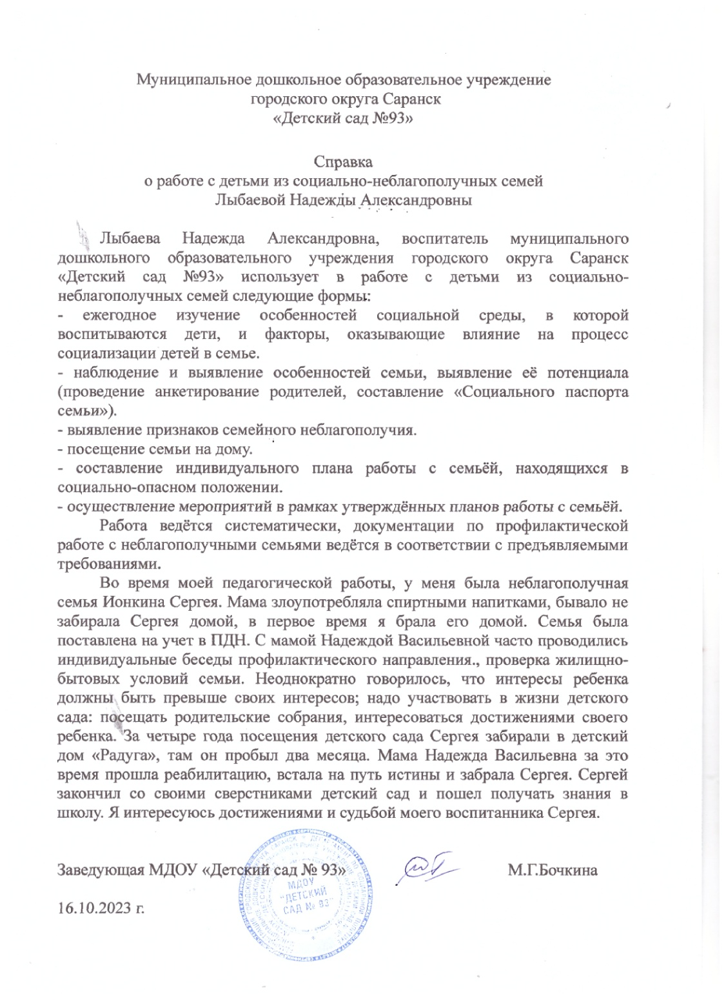 Муниципальное дошкольное образовательное учреждение
городского округа Саранск
«Детский сад №93»
Справка
о работе с детьми из социально-неблагополучных семей
Лыбаевой Надежды Александровны
Лыбаева Надежда Александровна, воспитатель муниципального
дошкольного образовательного учреждения городского округа Саранск
«Детский сад №93» использует в работе с детьми из социально-
неблагополучных семей следующие формы:
- ежегодное изучение особенностей социальной среды, в которой
воспитываются дети, и факторы, оказывающие влияние на процесс
социализации детей в семье.
- наблюдение и выявление особенностей семьи, выявление её потенциала
(проведение анкетирование родителей, составление «Социального паспорта
семьи»).
- выявление признаков семейного неблагополучия.
- посещение семьи на дому.
- составление индивидуального плана работы с семьёй, находящихся в
социально-опасном положении.
- осуществление мероприятий в рамках утверждённых планов работы с семьёй.
Работа ведётся систематически, документации по профилактической
работе с неблагополучными семьями ведётся в соответствии с предъявляемыми
требованиями.
Во время моей педагогической работы, у меня была неблагополучная
семья Ионкина Сергея. Мама злоупотребляла спиртными напитками, бывало не
забирала Сергея домой, в первое время я брала его домой. Семья была
поставлена на учет в ПДН. С мамой Надеждой Васильевной часто проводились
индивидуальные беседы профилактического направления., проверка жилищно-
бытовых условий семьи. Неоднократно говорилось, что интересы ребенка
должны быть превыше своих интересов; надо участвовать в жизни детского
сада: посещать родительские собрания, интересоваться достижениями своего
ребенка. За четыре года посещения детского сада Сергея забирали в детский
дом «Радуга», там он пробыл два месяца. Мама Надежда Васильевна за это
время прошла реабилитацию, встала на путь истины и забрала Сергея. Сергей
закончил со своими сверстниками детский сад и пошел получать знания в
школу. Я интересуюсь достижениями и судьбой моего воспитанника Сергея.
Заведующая МДОУ «Детский сад № 93» М.Г.Бочкина
МДОУ
"ДЕТСКИЙ
САД № 93"
16.10.2023 г.